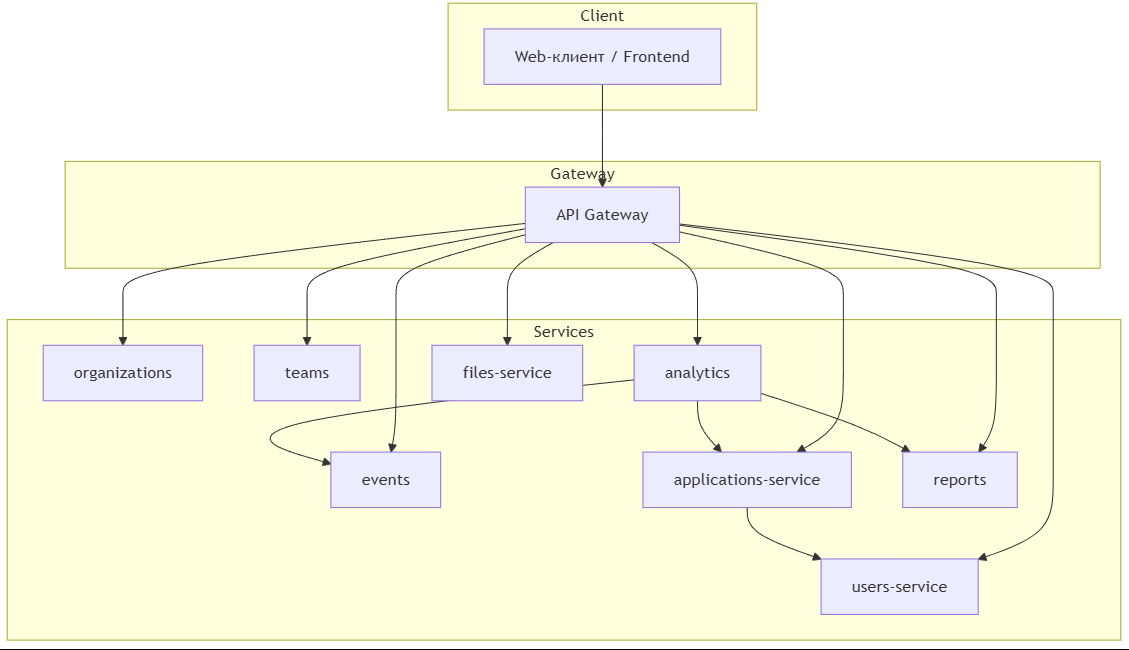 Client
Web-клиент / Frontend
Gateway
API Gateway
Services
organizations
teams
files-service
analytics
events
applications-service
reports
users-service